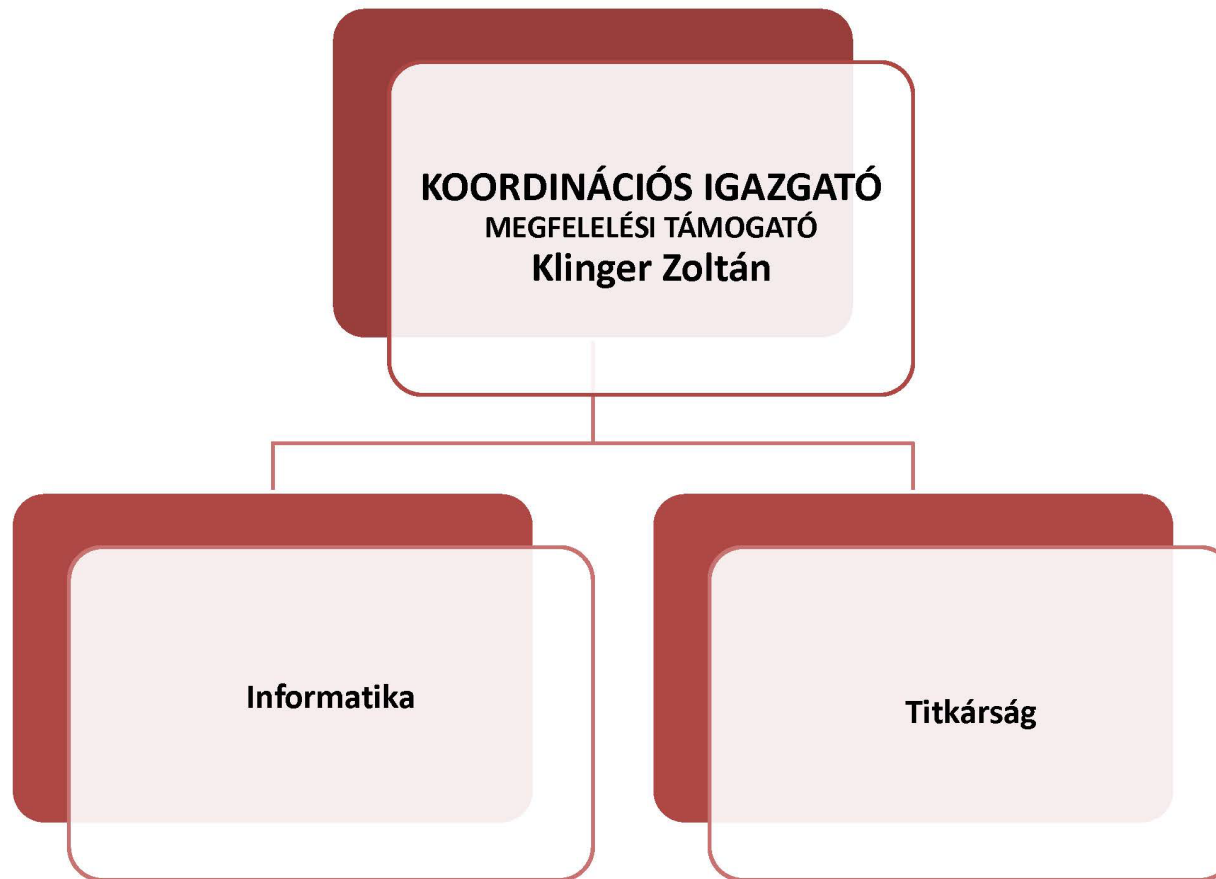 KOORDINÁCIÓS IGAZGATÓ
MEGFELELÉSI TÁMOGATÓ
Klinger Zoltán
Informatika
Titkárság